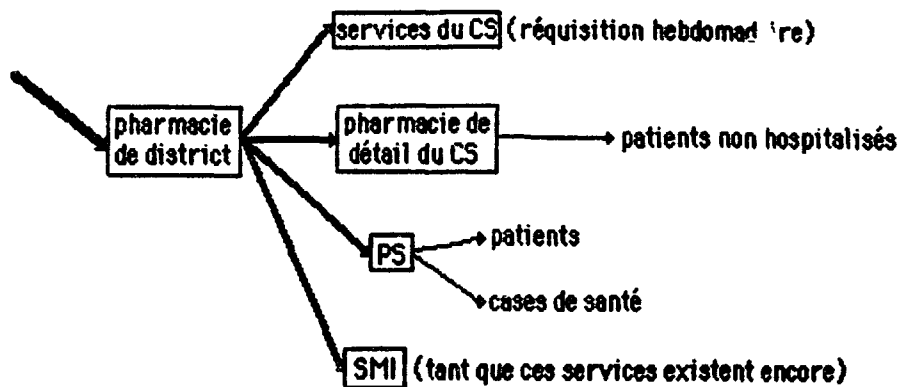 services du CS (réquisition
pharmacie
de district
pharmacie de
détail du CS
patients non hospitalisés
PS
patients
cases de santé
SMI (tant que ces services existent encore)